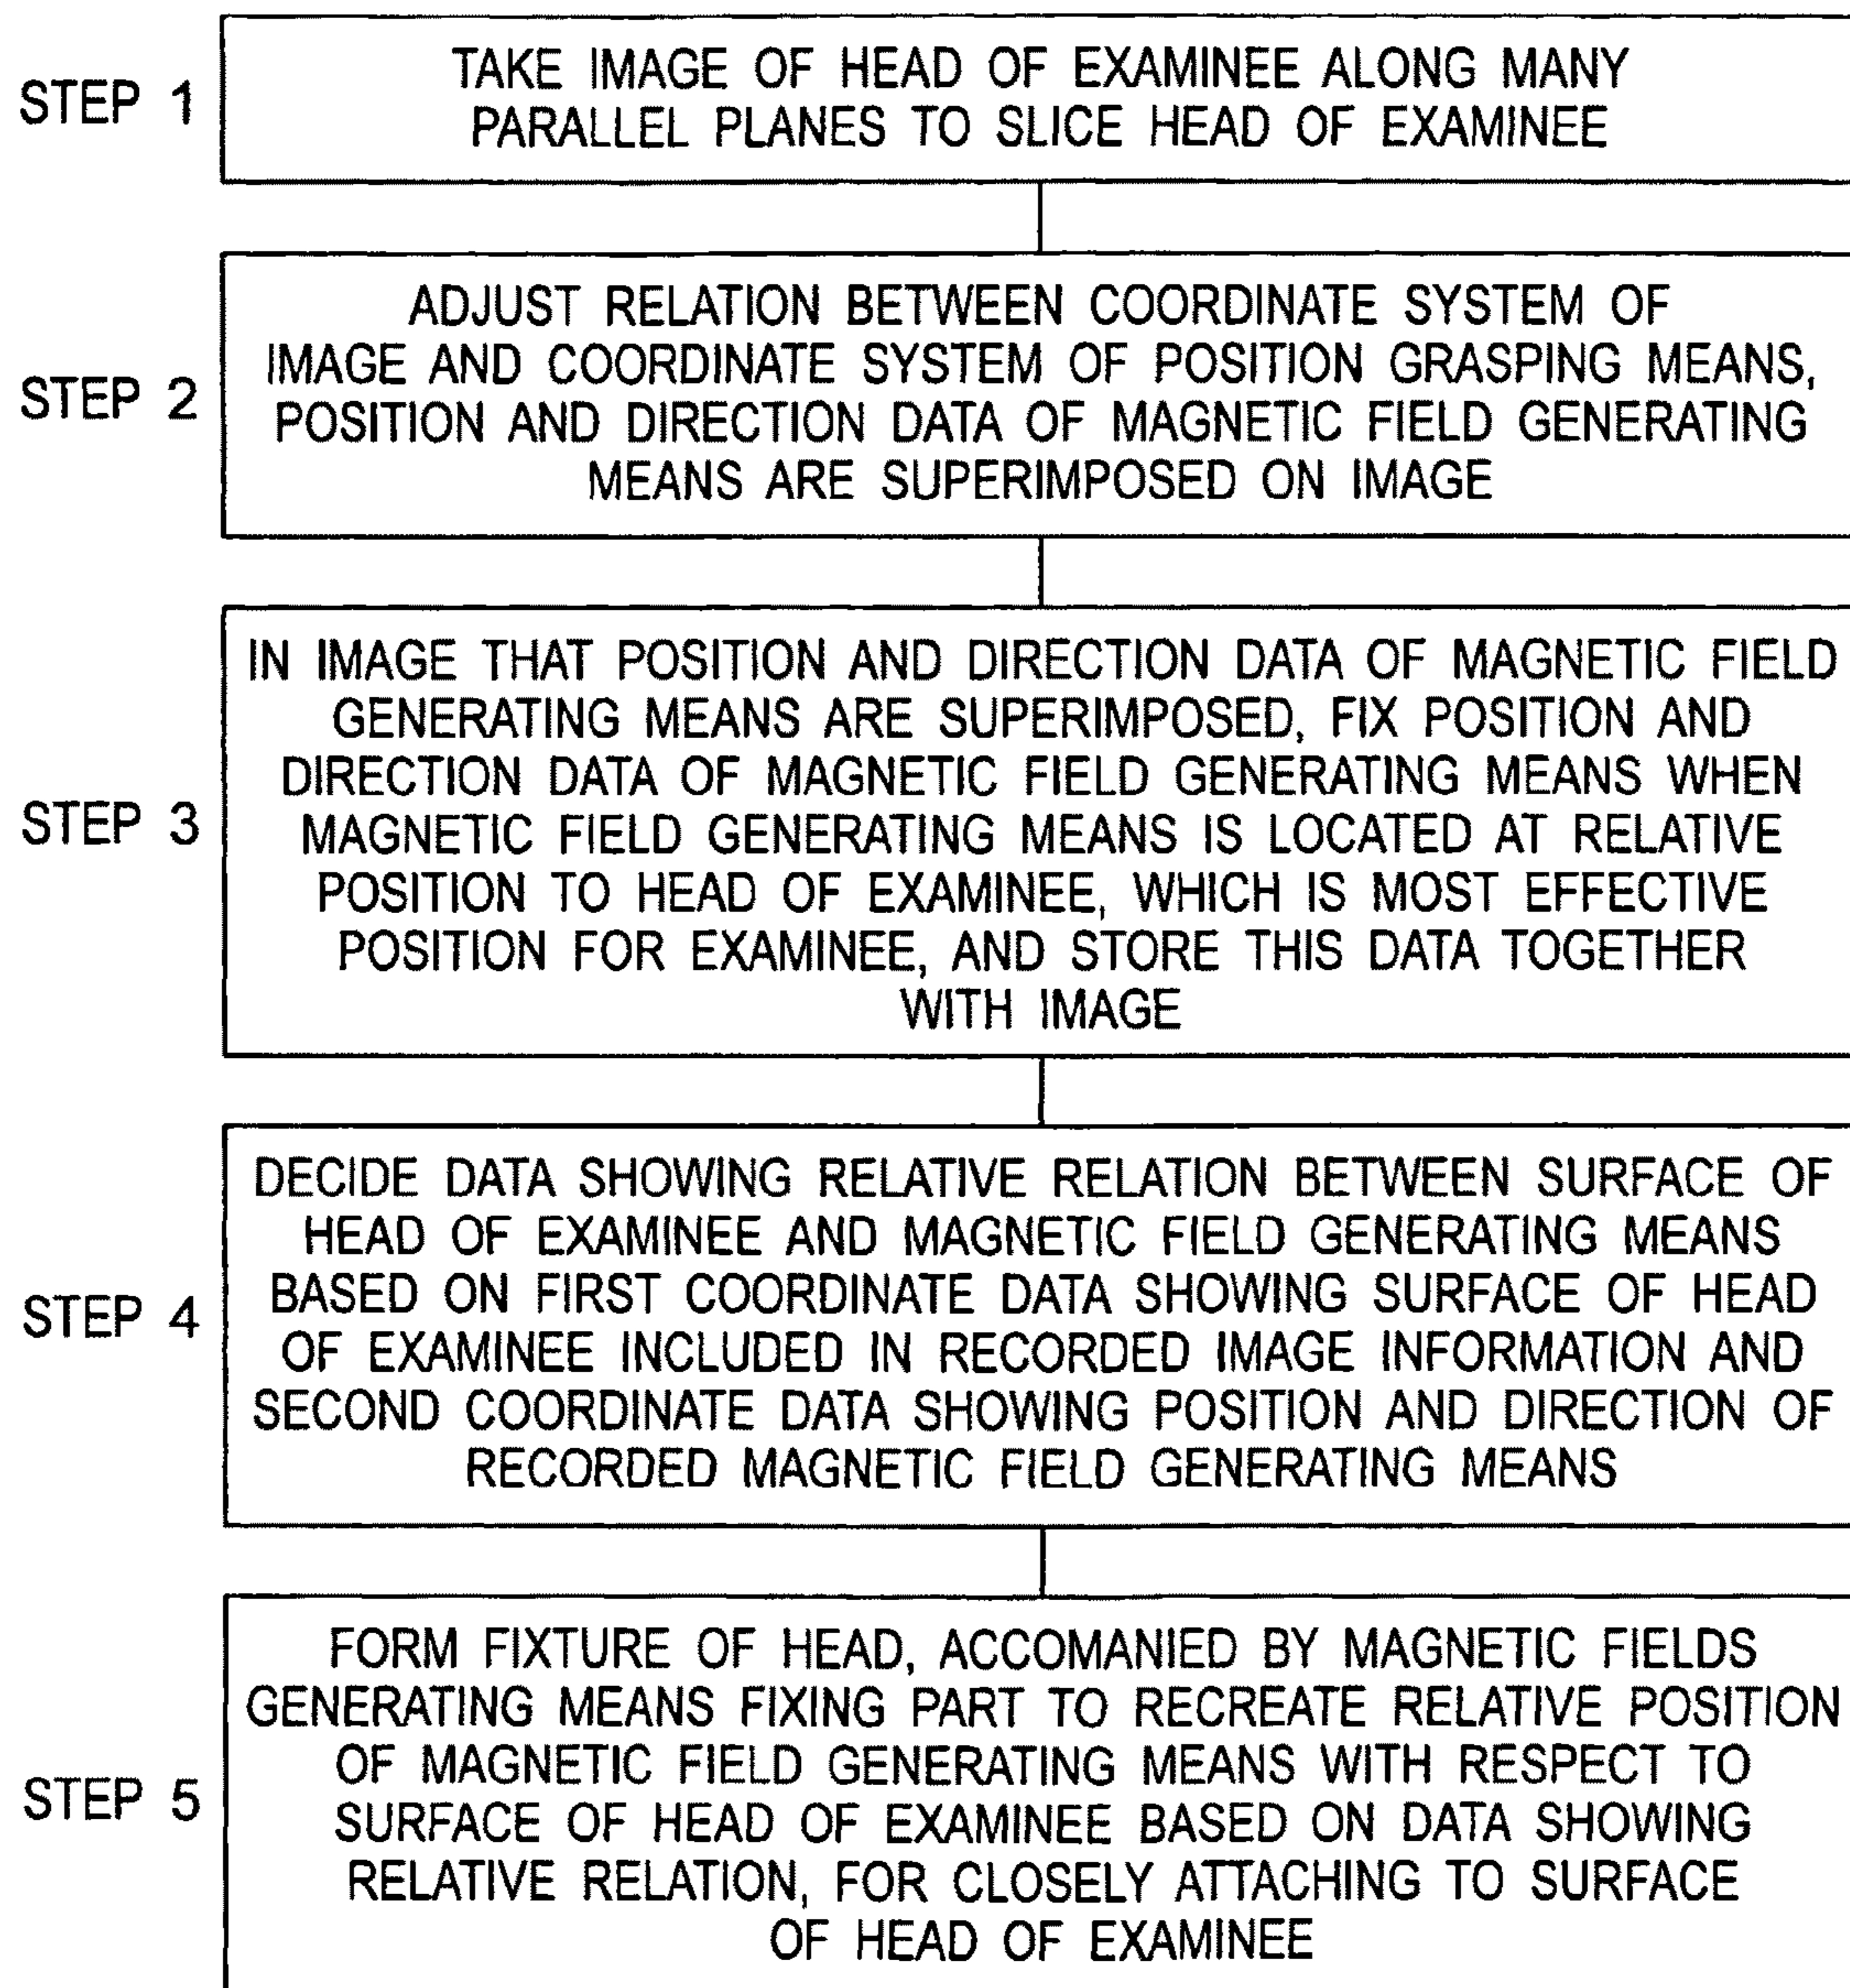 STEP 1
TAKE IMAGE OF HEAD OF EXAMINEE ALONG MANY
PARALLEL PLANES TO SLICE HEAD OF EXAMINEE
STEP 2
ADJUST RELATION BETWEEN COORDINATE SYSTEM OF
IMAGE AND COORDINATE SYSTEM OF POSITION GRASPING MEANS,
POSITION AND DIRECTION DATA OF MAGNETIC FIELD GENERATING
MEANS ARE SUPERIMPOSED ON IMAGE
STEP 3
IN IMAGE THAT POSITION AND DIRECTION DATA OF MAGNETIC FIELD
GENERATING MEANS ARE SUPERIMPOSED, FIX POSITION AND
DIRECTION DATA OF MAGNETIC FIELD GENERATING MEANS WHEN
MAGNETIC FIELD GENERATING MEANS IS LOCATED AT RELATIVE
POSITION TO HEAD OF EXAMINEE, WHICH IS MOST EFFECTIVE
POSITION FOR EXAMINEE, AND STORE THIS DATA TOGETHER
WITH IMAGE
STEP 4
DECIDE DATA SHOWING RELATIVE RELATION BETWEEN SURFACE OF
HEAD OF EXAMINEE AND MAGNETIC FIELD GENERATING MEANS
BASED ON FIRST COORDINATE DATA SHOWING SURFACE OF HEAD
OF EXAMINEE INCLUDED IN RECORDED IMAGE INFORMATION AND
SECOND COORDINATE DATA SHOWING POSITION AND DIRECTION OF
RECORDED MAGNETIC FIELD GENERATING MEANS
STEP 5
FORM FIXTURE OF HEAD, ACCOMANIED BY MAGNETIC FIELDS
GENERATING MEANS FIXING PART TO RECREATE RELATIVE POSITION
OF MAGNETIC FIELD GENERATING MEANS WITH RESPECT TO
SURFACE OF HEAD OF EXAMINEE BASED ON DATA SHOWING
RELATIVE RELATION, FOR CLOSELY ATTACHING TO SURFACE
OF HEAD OF EXAMINEE